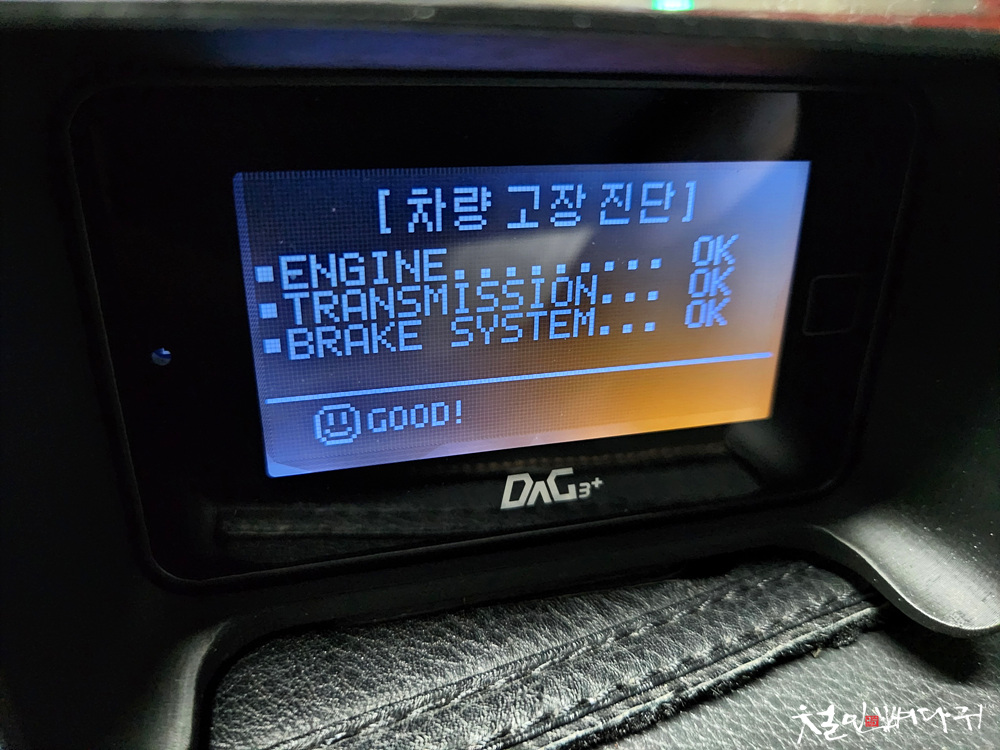 [차량 고장 진단]
▪ENGINE......... OK
▪TRANSMISSION... OK
▪BRAKE SYSTEM... OK
GOOD!
DAG3+